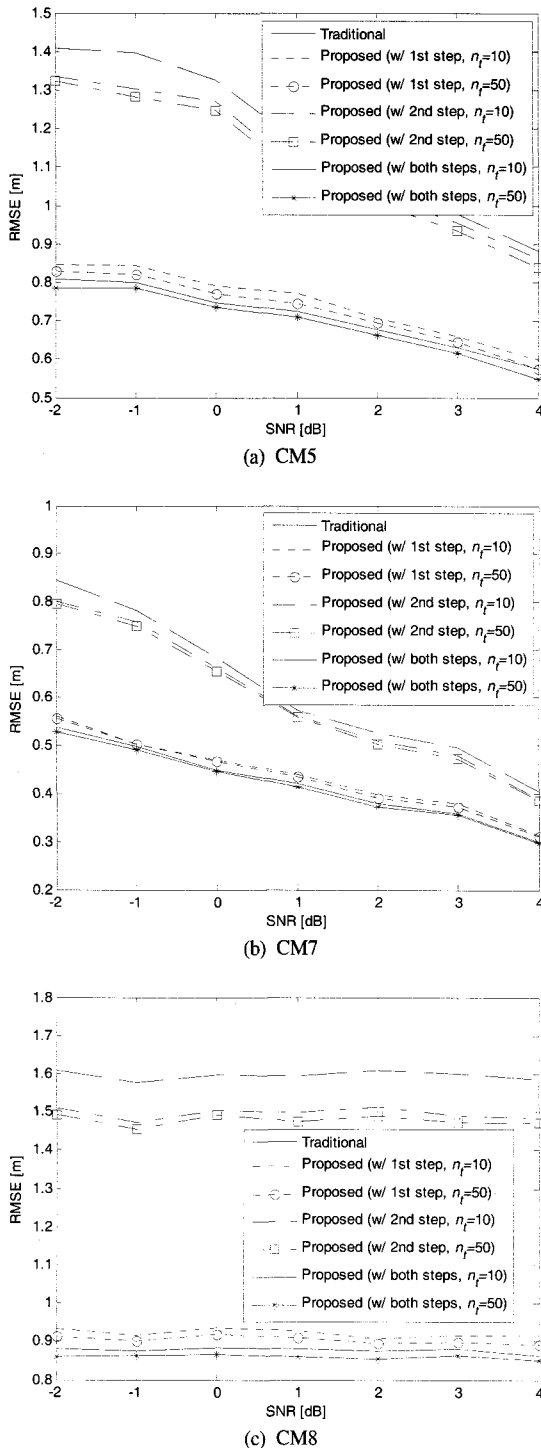 1.5
1.4
1.3
1.2
1.1
1
0.9
0.8
0.7
0.6
0.5
RMSE [m]
-2 -1 0 1 2 3 4
SNR [dB]
Traditional
Proposed (w/ 1st step, n_f=10)
Proposed (w/ 1st step, n_f=50)
Proposed (w/ 2nd step, n_f=10)
Proposed (w/ 2nd step, n_f=50)
Proposed (w/ both steps, n_f=10)
Proposed (w/ both steps, n_f=50)
(a) CM5
1
0.9
0.8
0.7
0.6
0.5
0.4
0.3
0.2
RMSE [m]
-2 -1 0 1 2 3 4
SNR [dB]
Traditional
Proposed (w/ 1st step, n_f=10)
Proposed (w/ 1st step, n_f=50)
Proposed (w/ 2nd step, n_f=10)
Proposed (w/ 2nd step, n_f=50)
Proposed (w/ both steps, n_f=10)
Proposed (w/ both steps, n_f=50)
(b) CM7
1.8
1.7
1.6
1.5
1.4
1.3
1.2
1.1
1
0.9
0.8
RMSE [m]
-2 -1 0 1 2 3 4
SNR [dB]
Traditional
Proposed (w/ 1st step, n_f=10)
Proposed (w/ 1st step, n_f=50)
Proposed (w/ 2nd step, n_f=10)
Proposed (w/ 2nd step, n_f=50)
Proposed (w/ both steps, n_f=10)
Proposed (w/ both steps, n_f=50)
(c) CM8